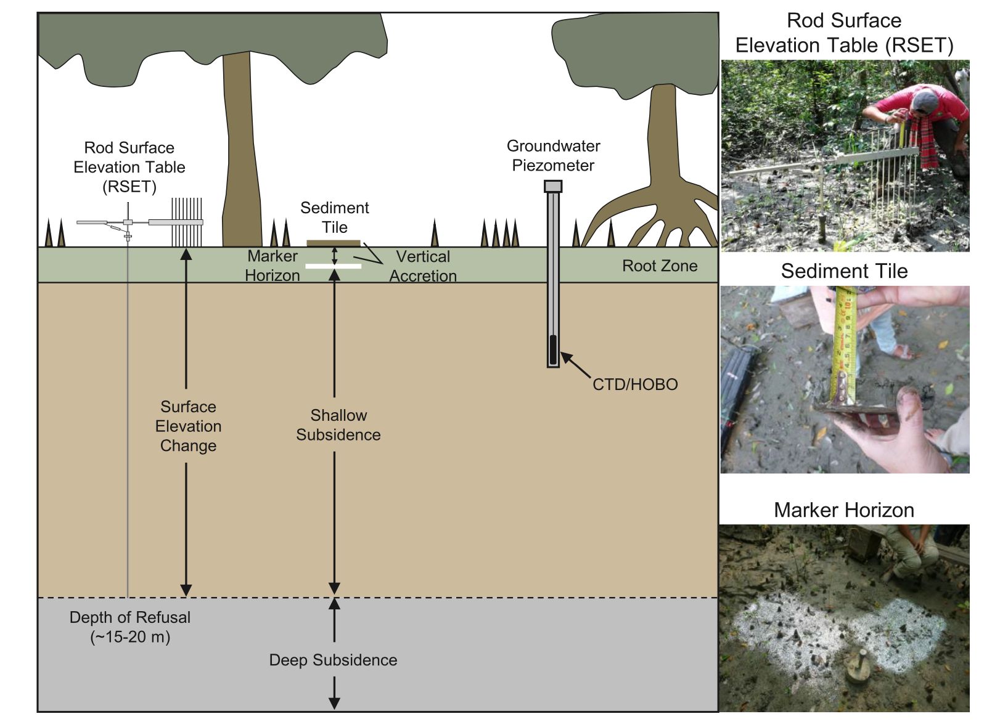 Rod Surface
Elevation Table (RSET)
Rod Surface
Elevation Table
(RSET)
Groundwater
Piezometer
Sediment
Tile
Marker
Horizon
Vertical
Accretion
Root Zone
CTD/HOBO
Surface
Elevation
Change
Shallow
Subsidence
Depth of Refusal
(~15-20 m)
Deep Subsidence
Sediment Tile
Marker Horizon